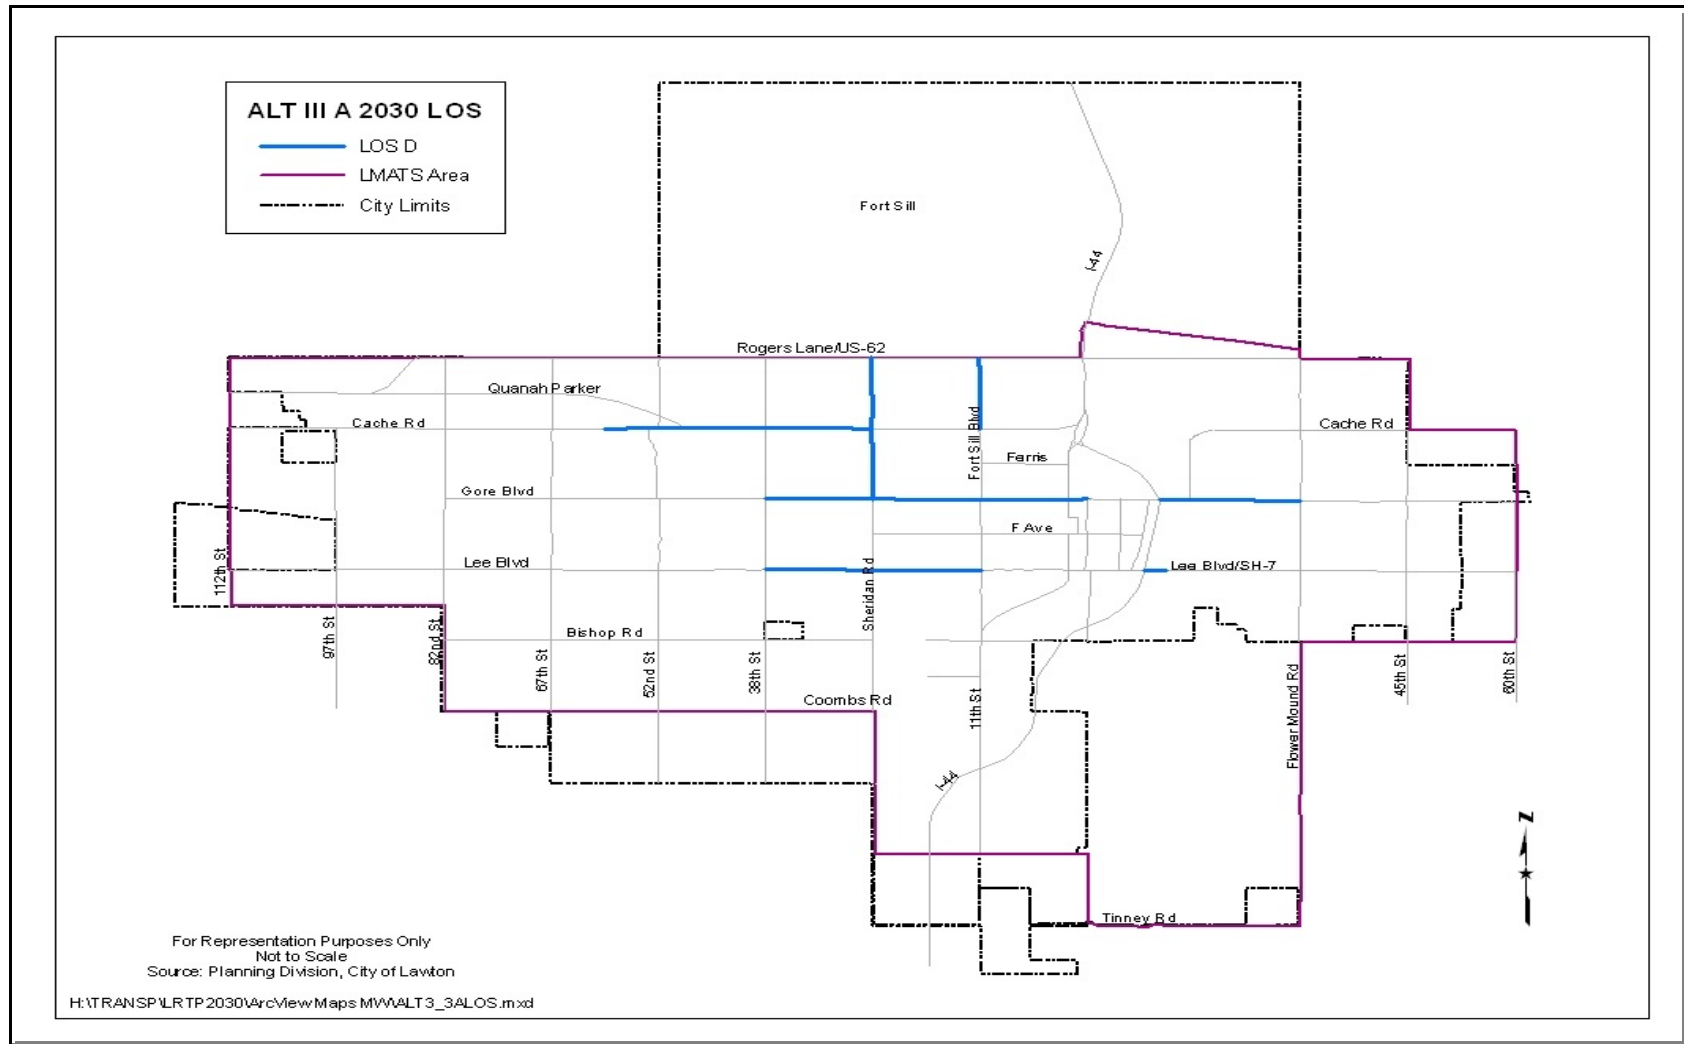 ALT III A 2030 LOS
LOS D
LMATS Area
City Limits
Fort Sill
I-44
Rogers Lane/US-62
Quanah Parker
Cache Rd
Cache Rd
Fort Sill Blvd
Ferris
Gore Blvd
F Ave
Lee Blvd
Lee Blvd/SH-7
112th St
Sheridan Rd
Bishop Rd
97th St
82nd St
67th St
52nd St
38th St
Coombs Rd
11th St
Flower Mound Rd
45th St
60th St
I-44
N
Tinney Rd
For Representation Purposes Only
Not to Scale
Source: Planning Division, City of Lawton
H:\TRANSP\LRTP2030\ArcView Maps MVV\ALT3_3ALOS.mxd